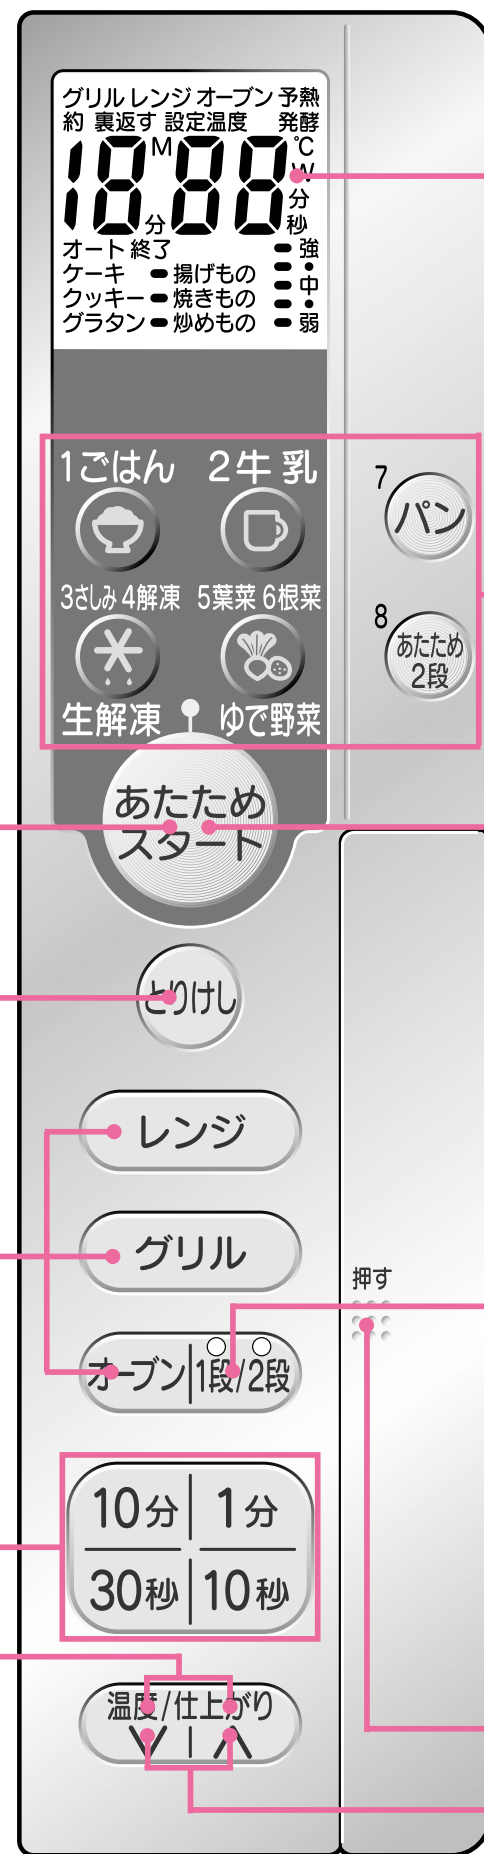 グリル レンジ オーブン 予熱
約 裏返す 設定温度 発酵
18 M 88 ℃
W
分
分 秒
オート 終了 強
ケーキ 揚げもの
クッキー 焼きもの 中
グラタン 炒めもの 弱
1ごはん 2牛乳
7
パン
3さしみ 4解凍 5葉菜 6根菜
8
あたため
2段
生解凍 ゆで野菜
あたため
スタート
とりけし
レンジ
グリル
押す
オーブン 1段/2段
10分 1分
30秒 10秒
温度/仕上がり